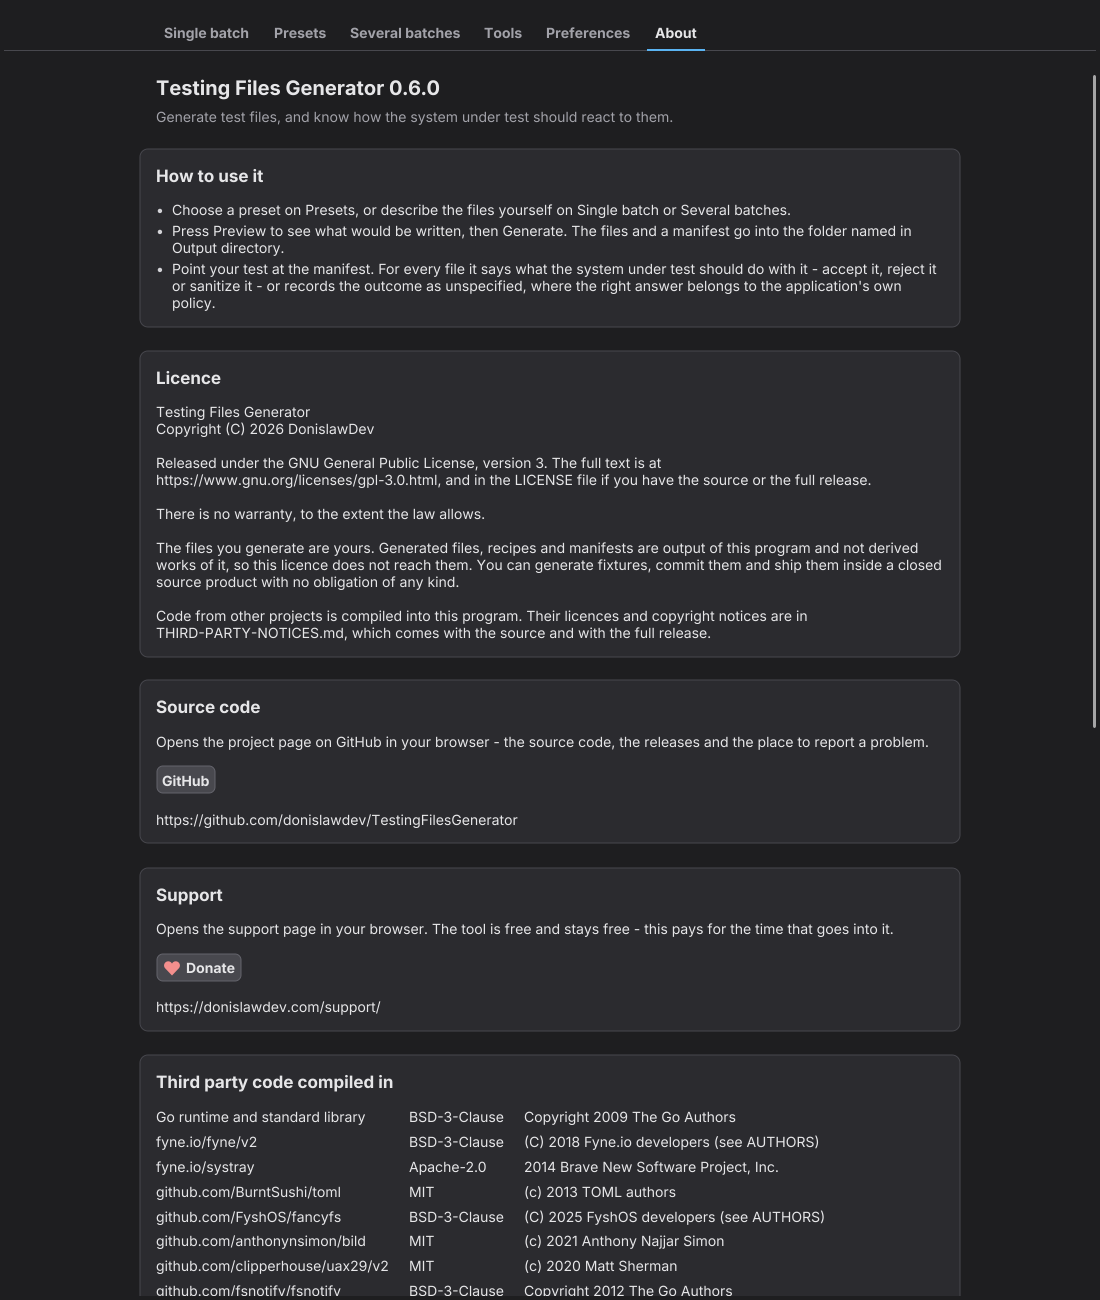 Single batch Presets Several batches Tools Preferences About
Testing Files Generator 0.6.0
Generate test files, and know how the system under test should react to them.
How to use it
• Choose a preset on Presets, or describe the files yourself on Single batch or Several batches.
• Press Preview to see what would be written, then Generate. The files and a manifest go into the folder named in
Output directory.
• Point your test at the manifest. For every file it says what the system under test should do with it - accept it, reject it
or sanitize it - or records the outcome as unspecified, where the right answer belongs to the application's own
policy.
Licence
Testing Files Generator
Copyright (C) 2026 DonislawDev
Released under the GNU General Public License, version 3. The full text is at
https://www.gnu.org/licenses/gpl-3.0.html, and in the LICENSE file if you have the source or the full release.
There is no warranty, to the extent the law allows.
The files you generate are yours. Generated files, recipes and manifests are output of this program and not derived
works of it, so this licence does not reach them. You can generate fixtures, commit them and ship them inside a closed
source product with no obligation of any kind.
Code from other projects is compiled into this program. Their licences and copyright notices are in
THIRD-PARTY-NOTICES.md, which comes with the source and with the full release.
Source code
Opens the project page on GitHub in your browser - the source code, the releases and the place to report a problem.
GitHub
https://github.com/donislawdev/TestingFilesGenerator
Support
Opens the support page in your browser. The tool is free and stays free - this pays for the time that goes into it.
Donate
https://donislawdev.com/support/
Third party code compiled in
Go runtime and standard library BSD-3-Clause Copyright 2009 The Go Authors
fyne.io/fyne/v2 BSD-3-Clause (C) 2018 Fyne.io developers (see AUTHORS)
fyne.io/systray Apache-2.0 2014 Brave New Software Project, Inc.
github.com/BurntSushi/toml MIT (c) 2013 TOML authors
github.com/FyshOS/fancyfs BSD-3-Clause (C) 2025 FyshOS developers (see AUTHORS)
github.com/anthonynsimon/bild MIT (c) 2021 Anthony Najjar Simon
github.com/clipperhouse/uax29/v2 MIT (c) 2020 Matt Sherman
github.com/fsnotify/fsnotify BSD-3-Clause Copyright 2012 The Go Authors